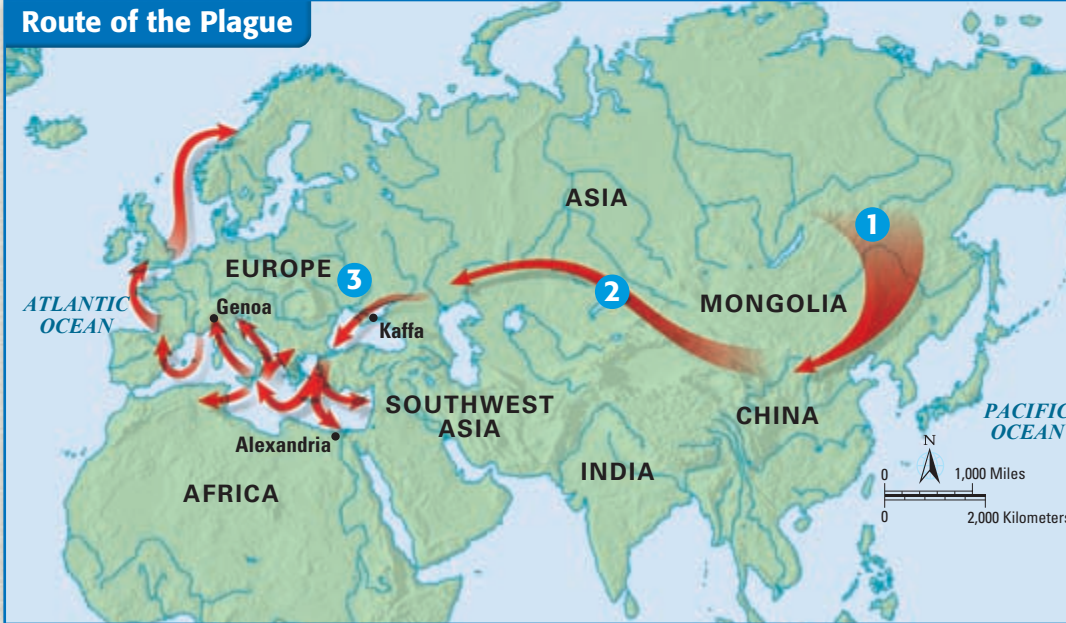 Route of the Plague
1
ASIA
EUROPE
3
2
MONGOLIA
ATLANTIC
OCEAN
Genoa
Kaffa
SOUTHWEST
ASIA
CHINA
PACIFIC
OCEAN
Alexandria
INDIA
AFRICA
N
0
1,000 Miles
0
2,000 Kilometers